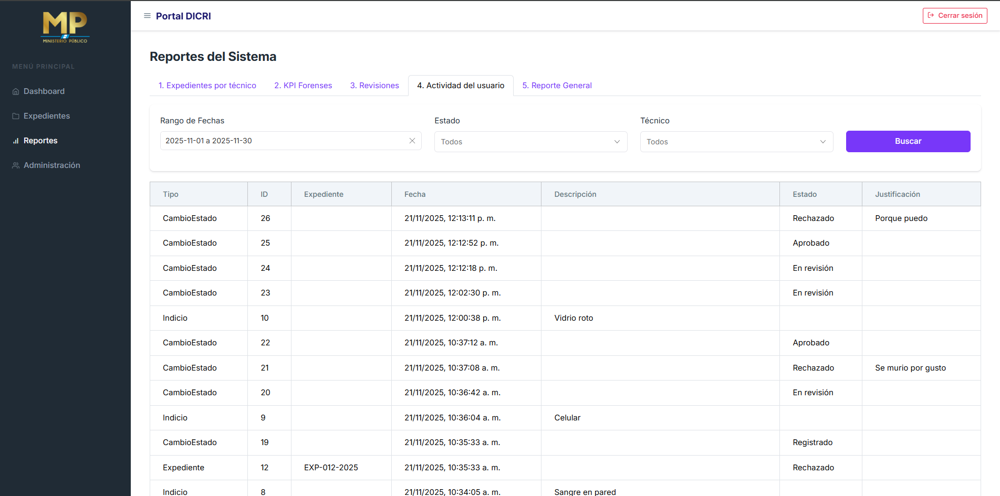 MP
MINISTERIO PÚBLICO
Portal DICRI
Cerrar sesión
MENÚ PRINCIPAL
Dashboard
Expedientes
Reportes
Administración
Reportes del Sistema
1. Expedientes por técnico 2. KPI Forenses 3. Revisiones 4. Actividad del usuario 5. Reporte General
Rango de Fechas Estado Técnico
2025-11-01 a 2025-11-30 Todos Todos Buscar
Tipo ID Expediente Fecha Descripción Estado Justificación
CambioEstado 26 21/11/2025, 12:13:11 p. m. Rechazado Porque puedo
CambioEstado 25 21/11/2025, 12:12:52 p. m. Aprobado
CambioEstado 24 21/11/2025, 12:12:18 p. m. En revisión
CambioEstado 23 21/11/2025, 12:02:30 p. m. En revisión
Indicio 10 21/11/2025, 12:00:38 p. m. Vidrio roto
CambioEstado 22 21/11/2025, 10:37:12 a. m. Aprobado
CambioEstado 21 21/11/2025, 10:37:08 a. m. Rechazado Se murio por gusto
CambioEstado 20 21/11/2025, 10:36:42 a. m. En revisión
Indicio 9 21/11/2025, 10:36:04 a. m. Celular
CambioEstado 19 21/11/2025, 10:35:33 a. m. Registrado
Expediente 12 EXP-012-2025 21/11/2025, 10:35:33 a. m. Rechazado
Indicio 8 21/11/2025, 10:34:05 a. m. Sangre en pared